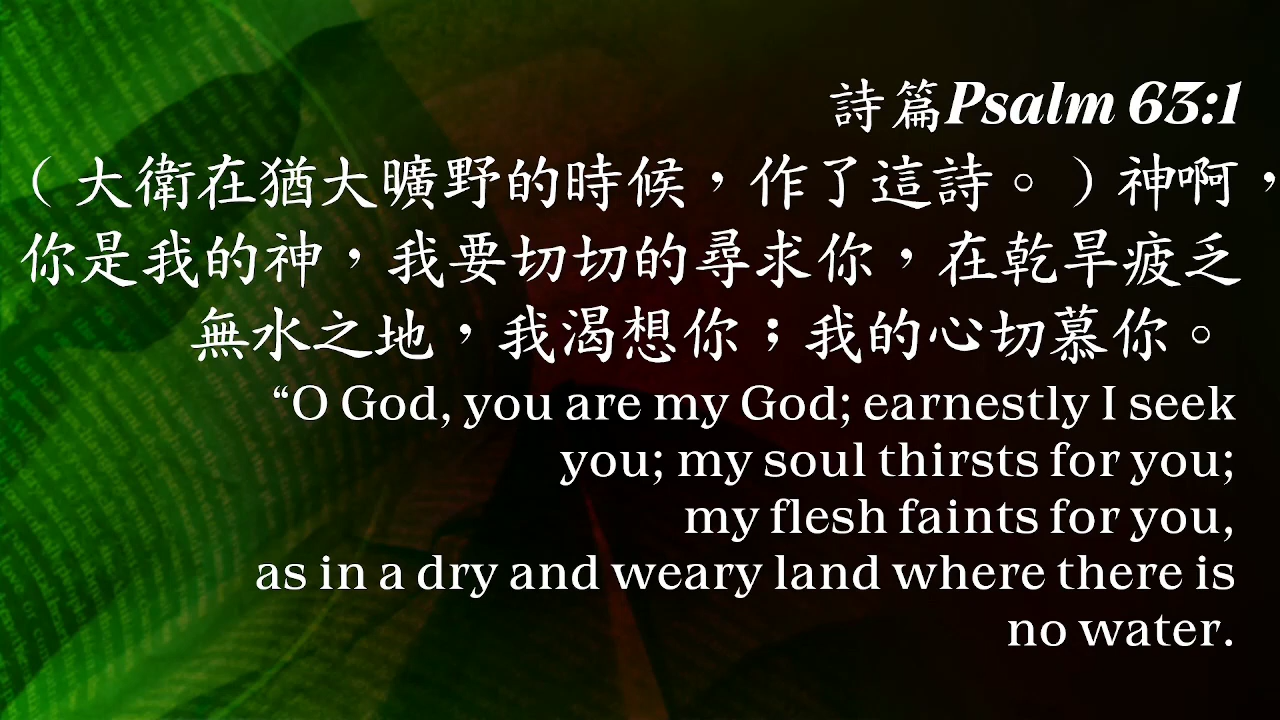 詩篇Psalm 63:1
（大衛在猶大曠野的時候，作了這詩。）神啊，
你是我的神，我要切切的尋求你，在乾旱疲乏
無水之地，我渴想你；我的心切慕你。
“O God, you are my God; earnestly I seek
you; my soul thirsts for you;
my flesh faints for you,
as in a dry and weary land where there is
no water.